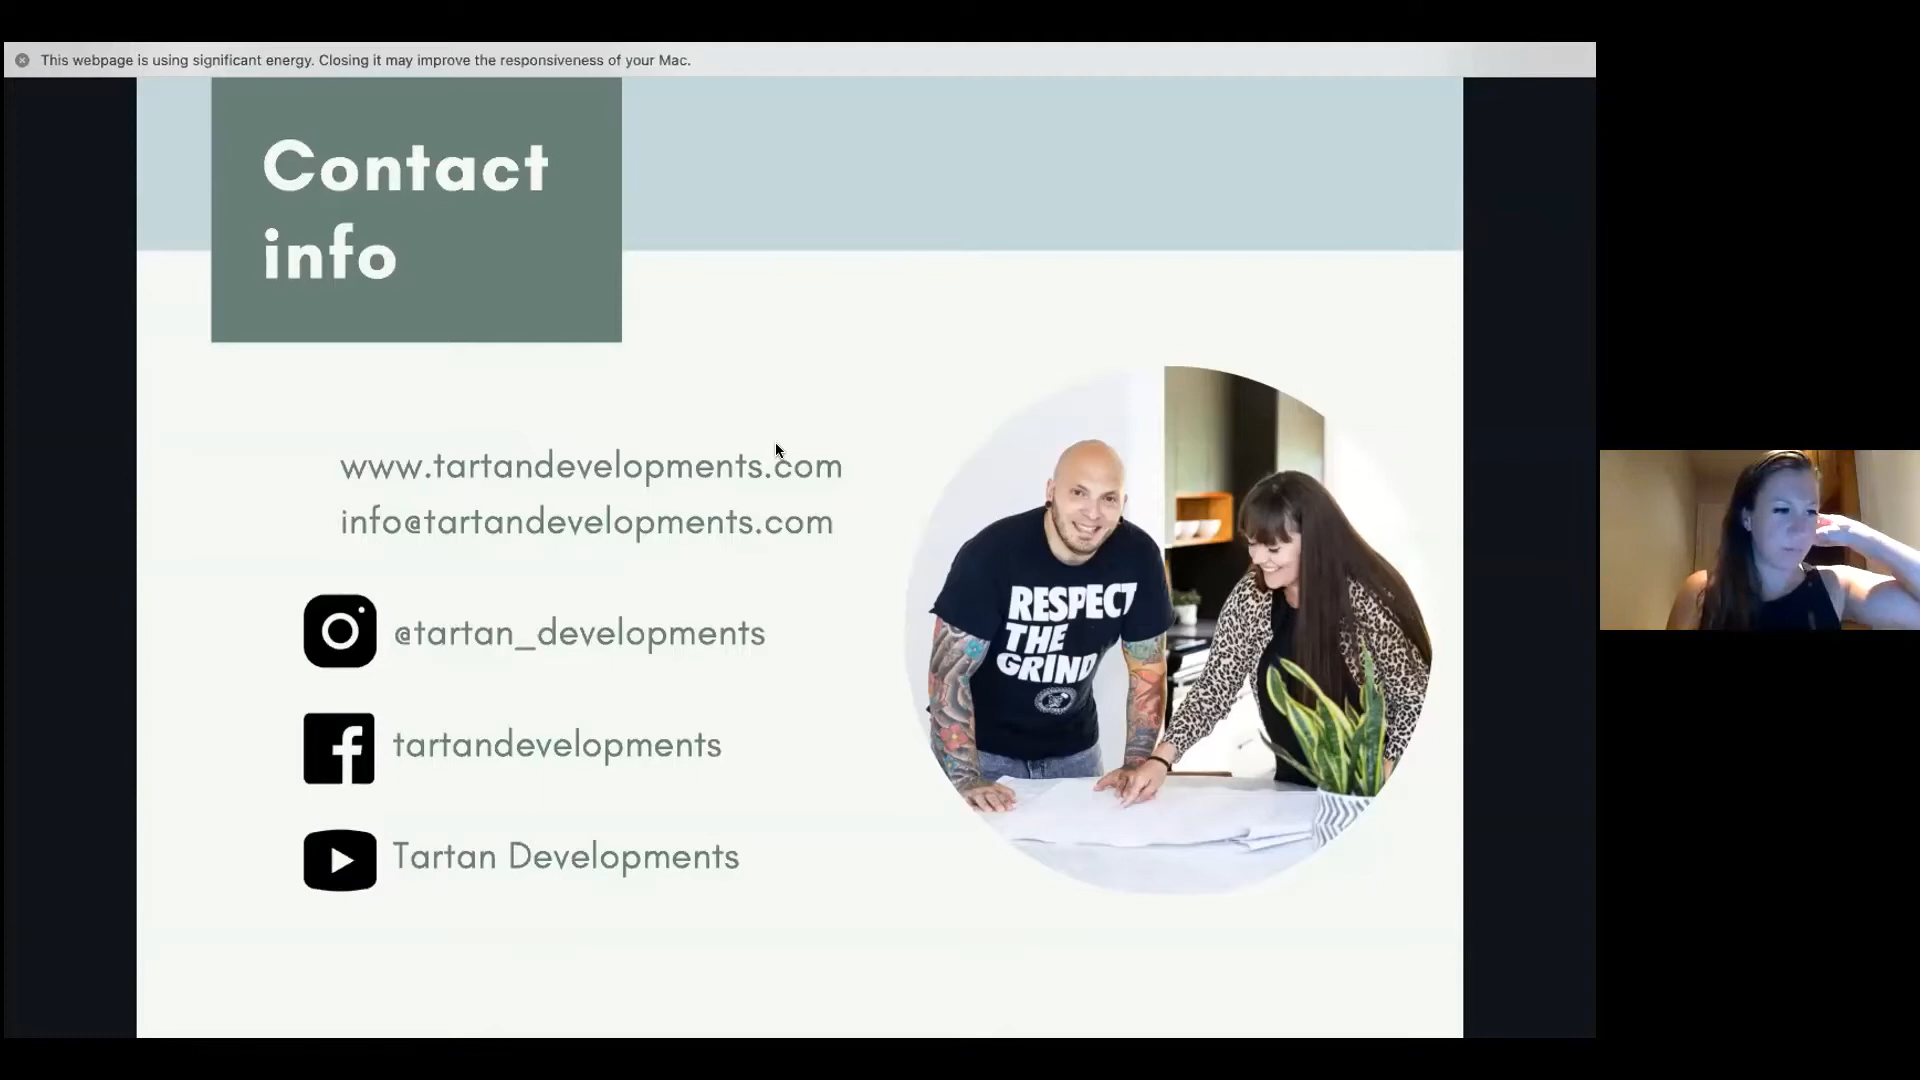 This webpage is using significant energy. Closing it may improve the responsiveness of your Mac.
Contact
info
www.tartandevelopments.com
info@tartandevelopments.com
@tartan_developments
tartandevelopments
Tartan Developments
RESPECT
THE
GRIND